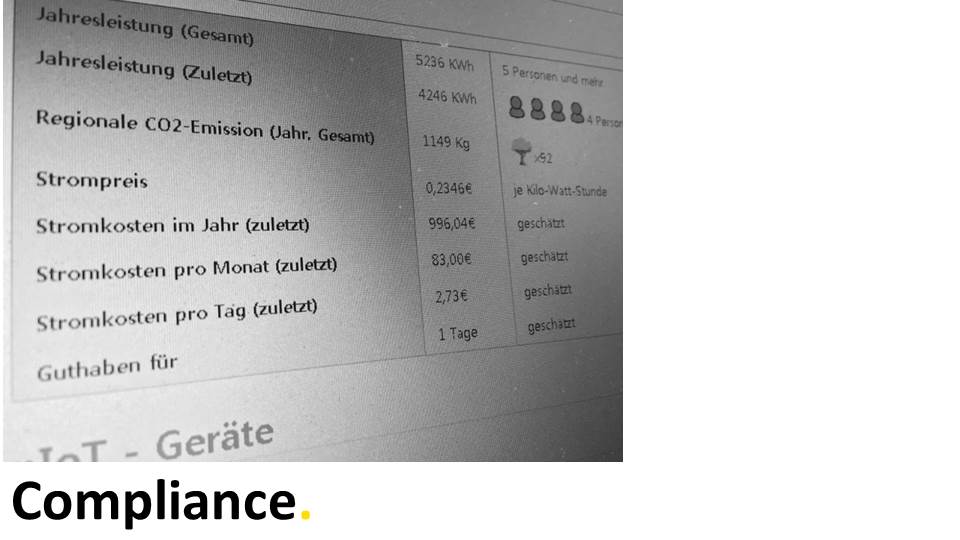 Jahresleistung (Gesamt) 5236 KWh 5 Personen und mehr
Jahresleistung (Zuletzt) 4246 KWh 4 Person
Regionale CO2-Emission (Jahr, Gesamt) 1149 Kg x92
Strompreis 0,2346€ je Kilo-Watt-Stunde
Stromkosten im Jahr (zuletzt) 996,04€ geschätzt
Stromkosten pro Monat (zuletzt) 83,00€ geschätzt
Stromkosten pro Tag (zuletzt) 2,73€ geschätzt
Guthaben für 1 Tage geschätzt
IoT - Geräte
Compliance.